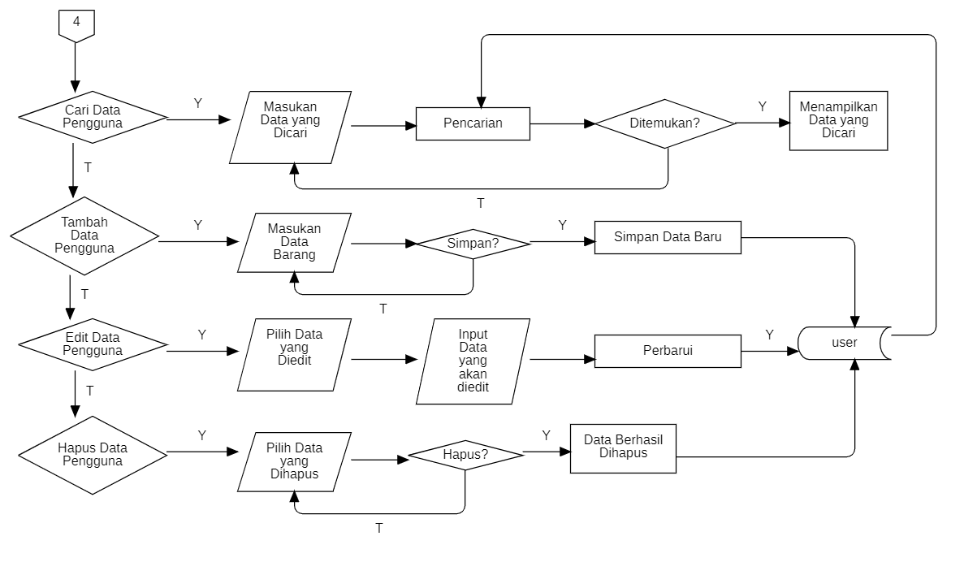 4
Cari Data
Pengguna
Y
Masukan
Data yang
Dicari
Pencarian
Ditemukan?
Y
Menampilkan
Data yang
Dicari
T
T
Tambah
Data
Pengguna
Y
Masukan
Data
Barang
Simpan?
Y
Simpan Data Baru
T
T
Edit Data
Pengguna
Y
Pilih Data
yang
Diedit
Input
Data
yang
akan
diedit
Perbarui
Y
user
T
Hapus Data
Pengguna
Y
Pilih Data
yang
Dihapus
Hapus?
Y
Data Berhasil
Dihapus
T